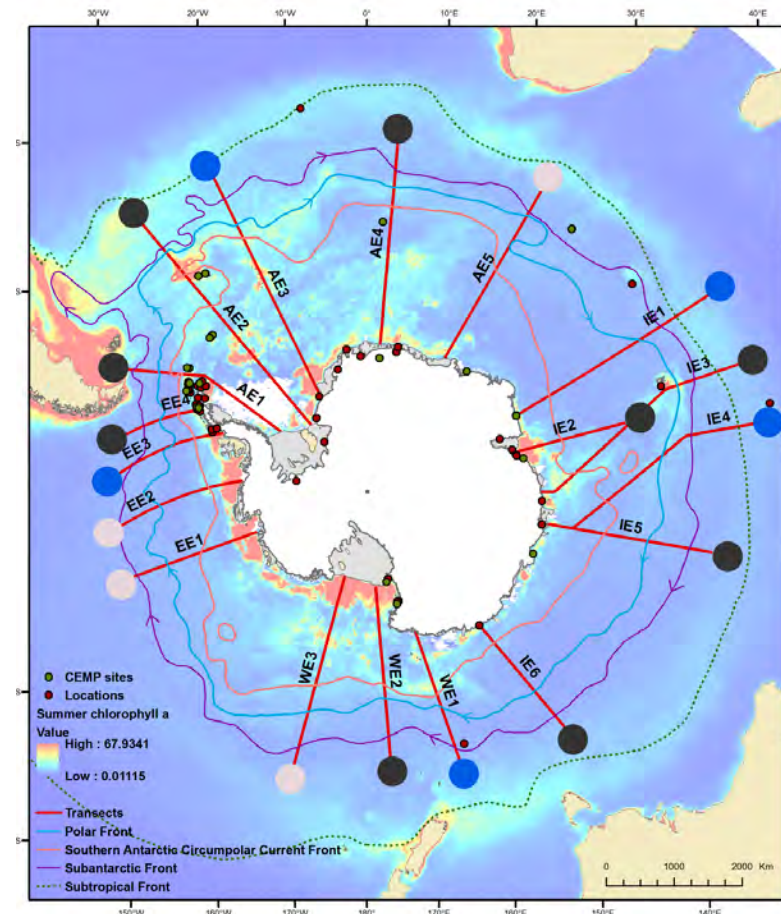 30°W 20°W 10°W 0° 10°E 20°E 30°E 40°E
S
AE4
AE3
AE5
AE2
S
IE1
IE3
AE1
EE4
IE4
IE2
EE3
EE2
EE1
IE5
WE3
WE2
WE1
IE6
CEMP sites
Locations
Summer chlorophyll a
Value
High : 67.9341
Low : 0.01115
S
Transects
Polar Front
Southern Antarctic Circumpolar Current Front
Subantarctic Front
Subtropical Front
S
0 1000 2000 Km
150°W 160°W 170°W 180° 170°E 160°E 150°E 140°E